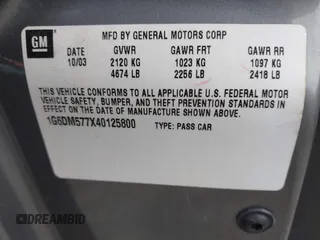 GM
MFD BY GENERAL MOTORS CORP
DATE GVWR GAWR FRT GAWR RR
10/03 2120 KG 1023 KG 1097 KG
4674 LB 2256 LB 2418 LB
THIS VEHICLE CONFORMS TO ALL APPLICABLE U.S. FEDERAL MOTOR
VEHICLE SAFETY, BUMPER, AND THEFT PREVENTION STANDARDS IN
EFFECT ON THE DATE OF MANUFACTURE SHOWN ABOVE.
1G6DM577X40125800 TYPE: PASS CAR
DREAMBID